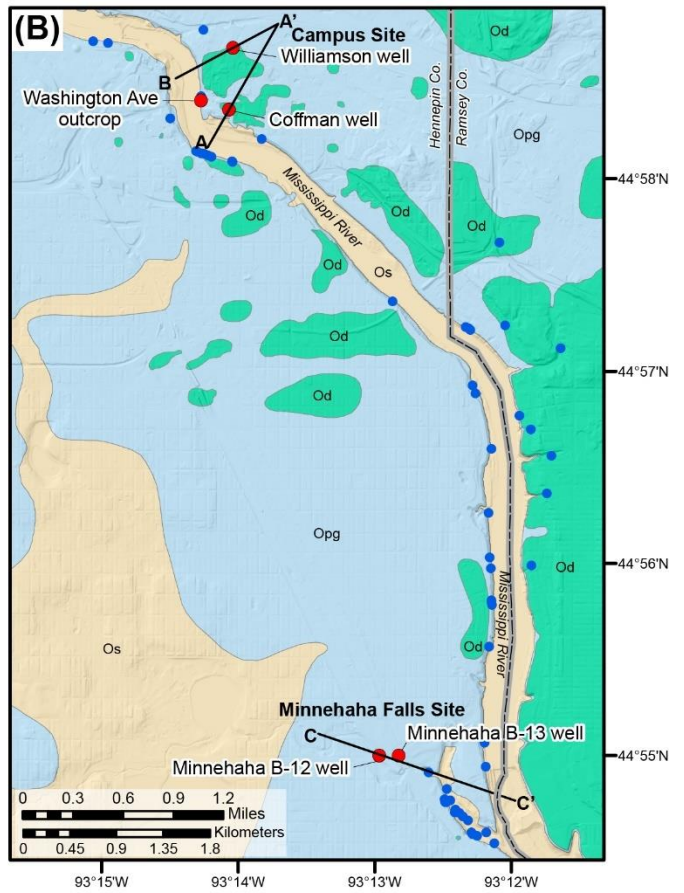 (B)
A'
Campus Site
Williamson well
B
Washington Ave
outcrop
Coffman well
A
Hennepin Co.
Ramsey Co.
Od
Opg
44°58'N
Mississippi River
Od
Od
Od
Od
Os
Od
44°57'N
Od
Opg
44°56'N
Od
Os
Od
Mississippi River
Minnehaha Falls Site
C
Minnehaha B-13 well
Minnehaha B-12 well
44°55'N
C'
0 0.3 0.6 0.9 1.2
Miles
Kilometers
0 0.45 0.9 1.35 1.8
93°15'W 93°14'W 93°13'W 93°12'W